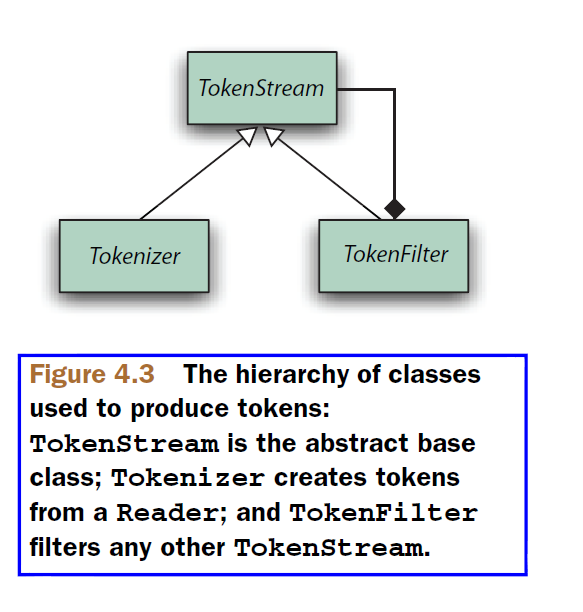 TokenStream
Tokenizer
TokenFilter
Figure 4.3 The hierarchy of classes
used to produce tokens:
TokenStream is the abstract base
class; Tokenizer creates tokens
from a Reader; and TokenFilter
filters any other TokenStream.